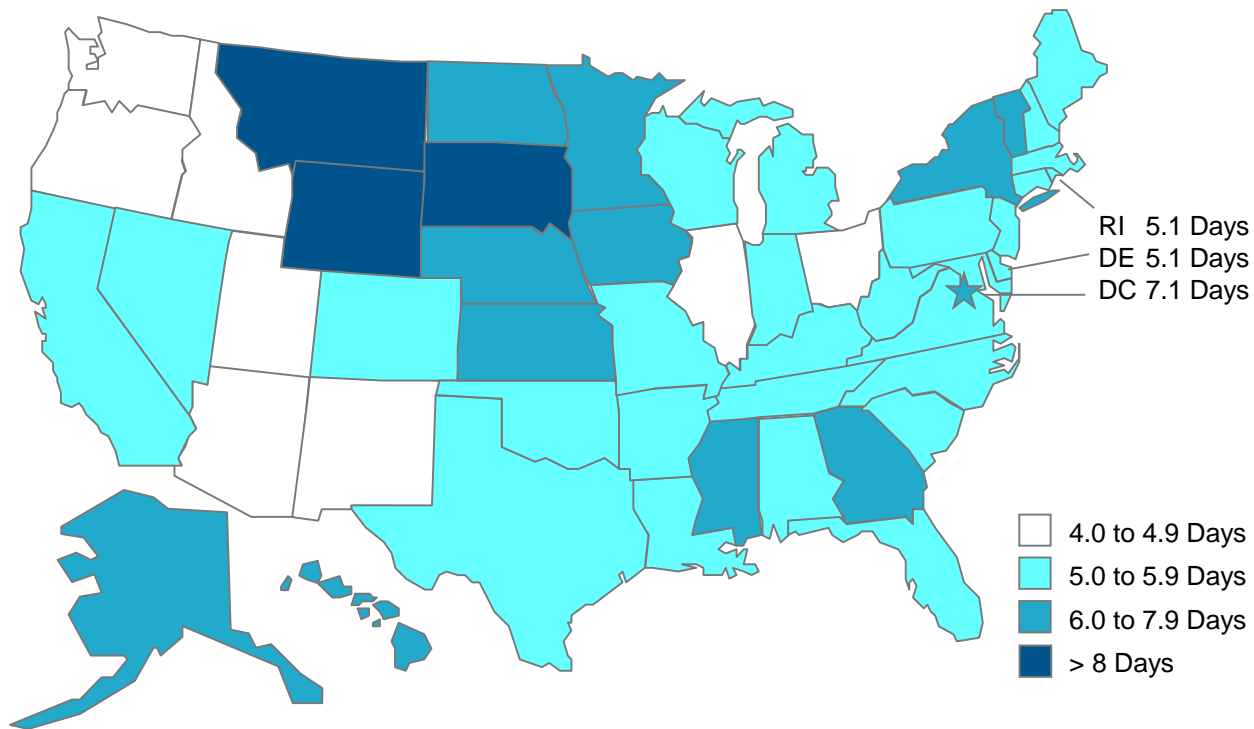 RI 5.1 Days
DE 5.1 Days
DC 7.1 Days
4.0 to 4.9 Days
5.0 to 5.9 Days
6.0 to 7.9 Days
> 8 Days